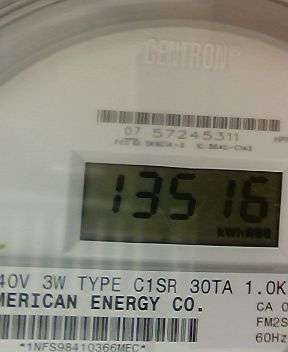 CENTRON®
07 57245311
13516
kWh
40V 3W TYPE C1SR 30TA 1.0K
MERICAN ENERGY CO.
CA 0
FM2S
60Hz
*1NFS98410366MEC*